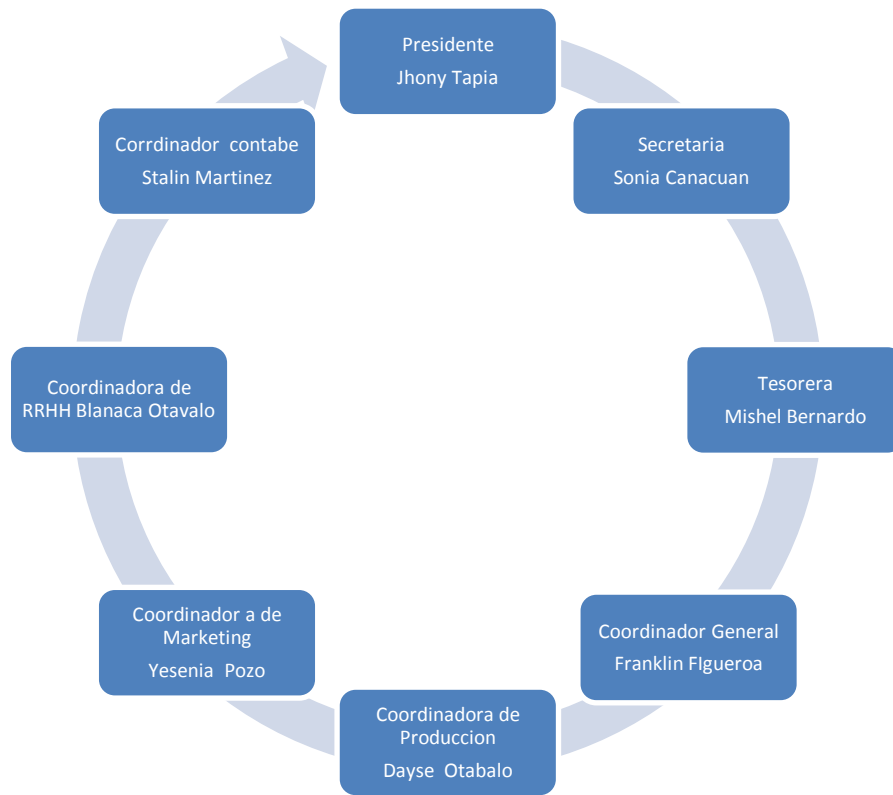 Presidente
Jhony Tapia
Secretaria
Sonia Canacuan
Tesorera
Mishel Bernardo
Coordinador General
Franklin FIgueroa
Coordinadora de
Produccion
Dayse  Otabalo
Coordinador a de
Marketing
Yesenia  Pozo
Coordinadora de
RRHH Blanaca Otavalo
Corrdinador  contabe
Stalin Martinez